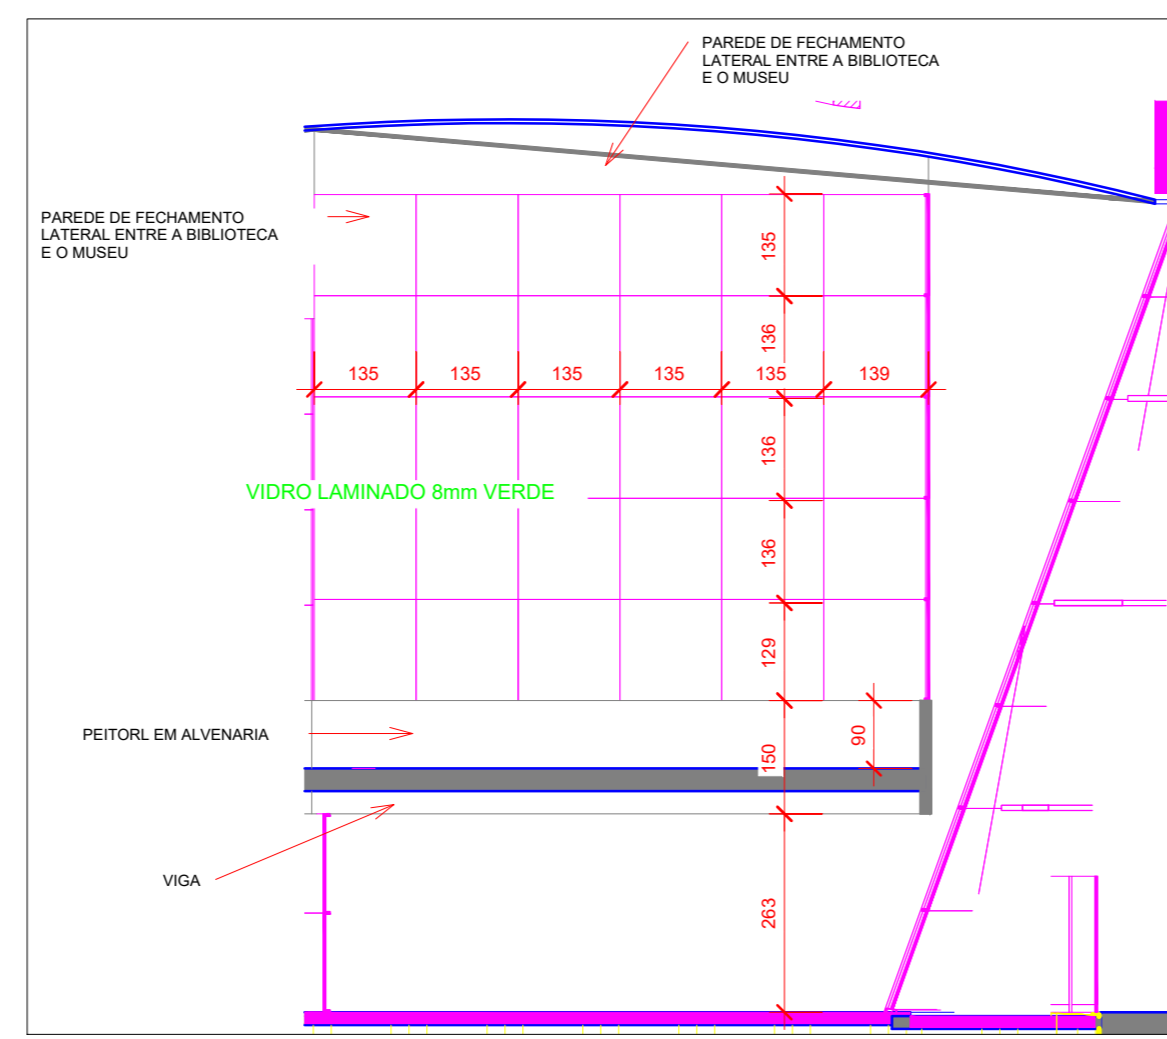 PAREDE DE FECHAMENTO
LATERAL ENTRE A BIBLIOTECA
E O MUSEU
PAREDE DE FECHAMENTO
LATERAL ENTRE A BIBLIOTECA
E O MUSEU
135
136
135 135 135 135 135 139
136
VIDRO LAMINADO 8mm VERDE
136
129
PEITORL EM ALVENARIA
90
150
VIGA
263